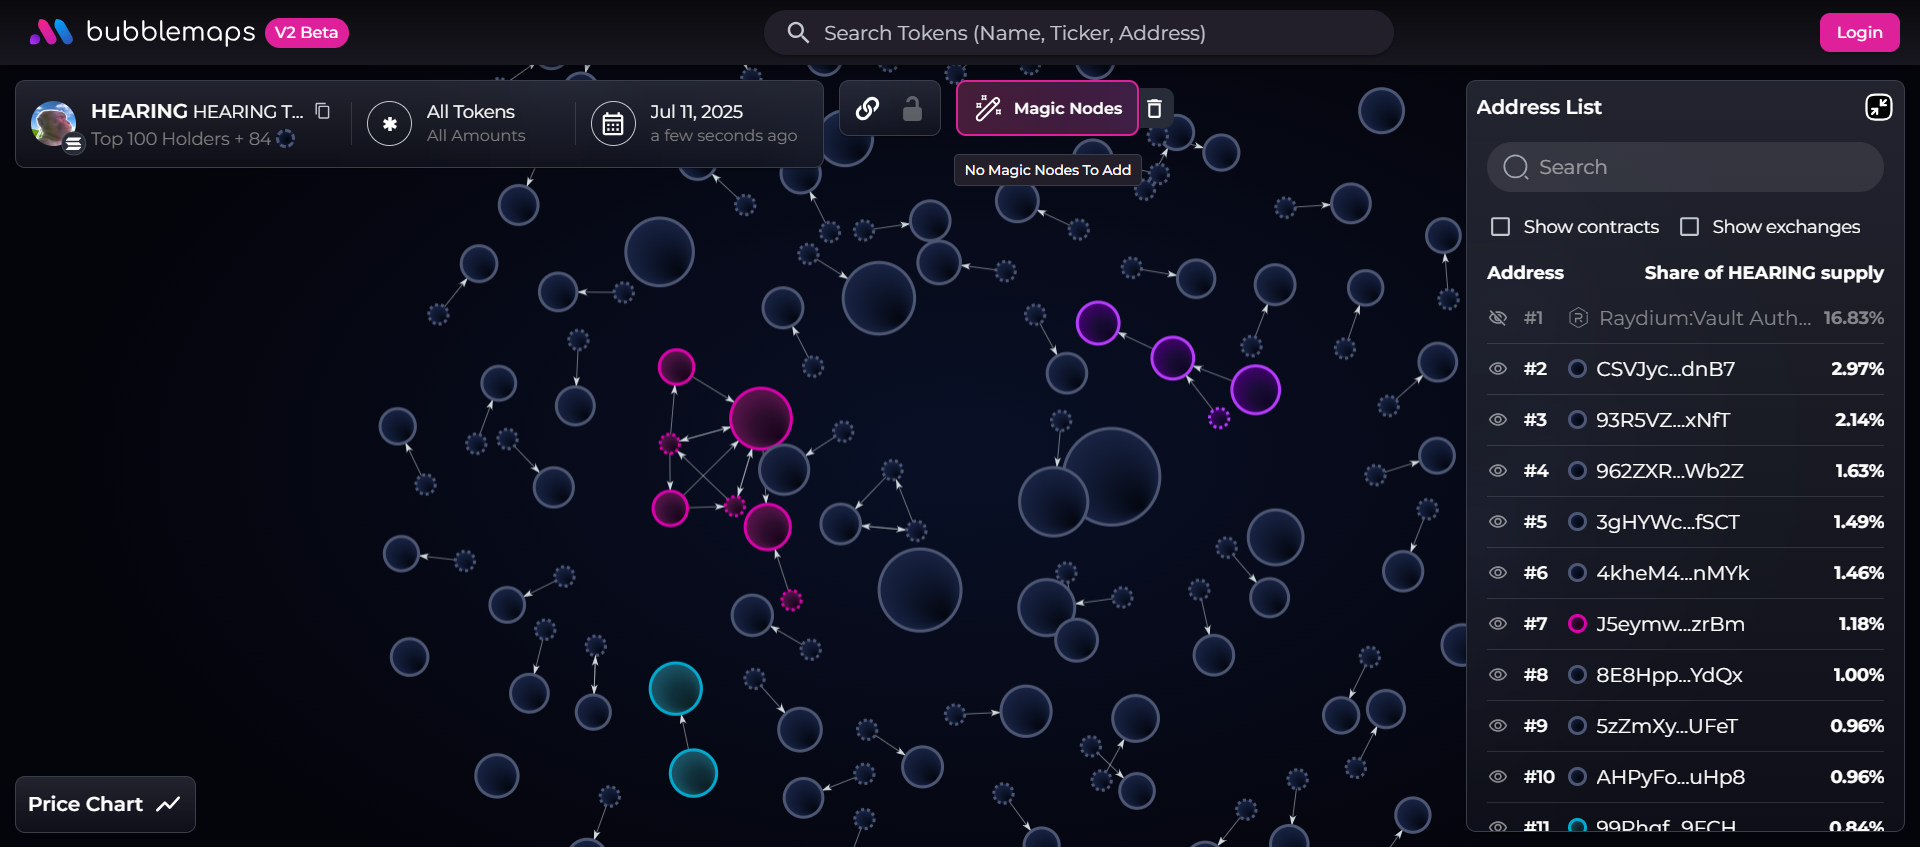 bubblemaps V2 Beta
Search Tokens (Name, Ticker, Address)
Login
HEARING HEARING T...
Top 100 Holders + 84
All Tokens
All Amounts
Jul 11, 2025
a few seconds ago
Magic Nodes
No Magic Nodes To Add
Address List
Search
Show contracts
Show exchanges
Address Share of HEARING supply
#1 Raydium:Vault Auth... 16.83%
#2 CSVJyc...dnB7 2.97%
#3 93R5VZ...xNfT 2.14%
#4 962ZXR...Wb2Z 1.63%
#5 3gHYWc...fSCT 1.49%
#6 4kheM4...nMYk 1.46%
#7 J5eymw...zrBm 1.18%
#8 8E8Hpp...YdQx 1.00%
#9 5zZmXy...UFeT 0.96%
#10 AHPyFo...uHp8 0.96%
#11 0.84%
Price Chart